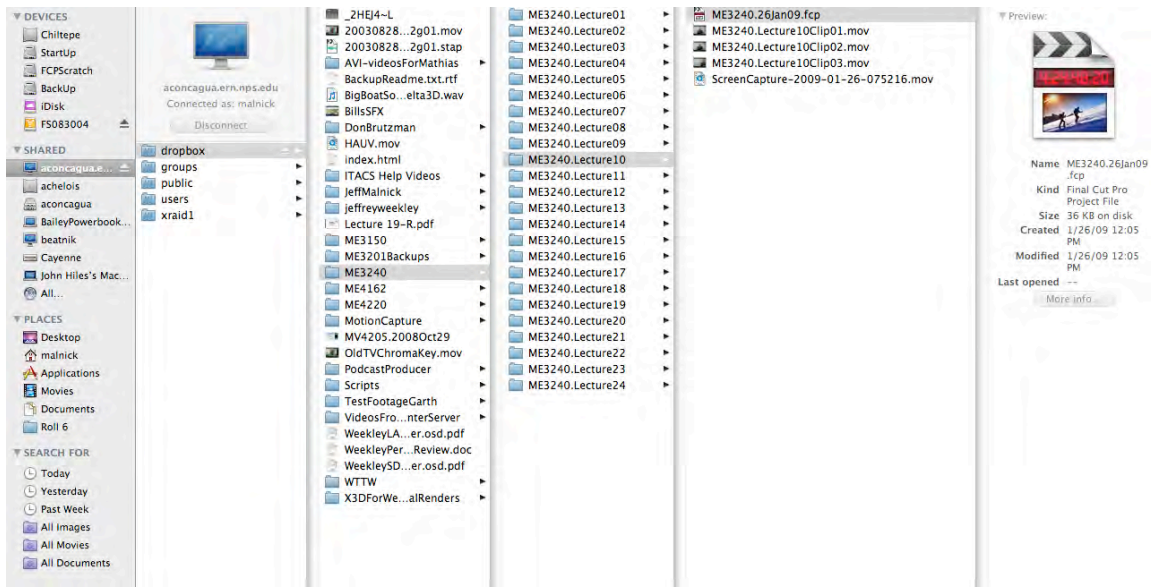 DEVICES
Chiltepe
StartUp
FCPScratch
BackUp
iDisk
FS083004
SHARED
aconcagua.e...
achelois
aconcagua
BaileyPowerbook...
beatnik
Cayenne
John Hiles's Mac...
All...
PLACES
Desktop
malnick
Applications
Movies
Documents
Roll 6
SEARCH FOR
Today
Yesterday
Past Week
All Images
All Movies
All Documents
aconcagua.ern.nps.edu
Connected as: malnick
Disconnect
dropbox
groups
public
users
xraid1
_2HEJ4~L
20030828...2g01.mov
20030828...2g01.stap
AVI-videosForMathias
BackupReadme.txt.rtf
BigBoatSo...elta3D.wav
BillsSFX
DonBrutzman
HAUV.mov
index.html
ITACS Help Videos
JeffMalnick
jeffreyweekley
Lecture 19-R.pdf
ME3150
ME3201Backups
ME3240
ME4162
ME4220
MotionCapture
MV4205.2008Oct29
OldTVChromaKey.mov
PodcastProducer
Scripts
TestFootageGarth
VideosFro...nterServer
WeekleyLA...er.osd.pdf
WeekleyPer...Review.doc
WeekleySD...er.osd.pdf
WTTW
X3DForWe...alRenders
ME3240.Lecture01
ME3240.Lecture02
ME3240.Lecture03
ME3240.Lecture04
ME3240.Lecture05
ME3240.Lecture06
ME3240.Lecture07
ME3240.Lecture08
ME3240.Lecture09
ME3240.Lecture10
ME3240.Lecture11
ME3240.Lecture12
ME3240.Lecture13
ME3240.Lecture14
ME3240.Lecture15
ME3240.Lecture16
ME3240.Lecture17
ME3240.Lecture18
ME3240.Lecture19
ME3240.Lecture20
ME3240.Lecture21
ME3240.Lecture22
ME3240.Lecture23
ME3240.Lecture24
ME3240.26Jan09.fcp
ME3240.Lecture10Clip01.mov
ME3240.Lecture10Clip02.mov
ME3240.Lecture10Clip03.mov
ScreenCapture-2009-01-26-075216.mov
Preview:
Name ME3240.26Jan09
.fcp
Kind Final Cut Pro
Project File
Size 36 KB on disk
Created 1/26/09 12:05
PM
Modified 1/26/09 12:05
PM
Last opened --
More info...